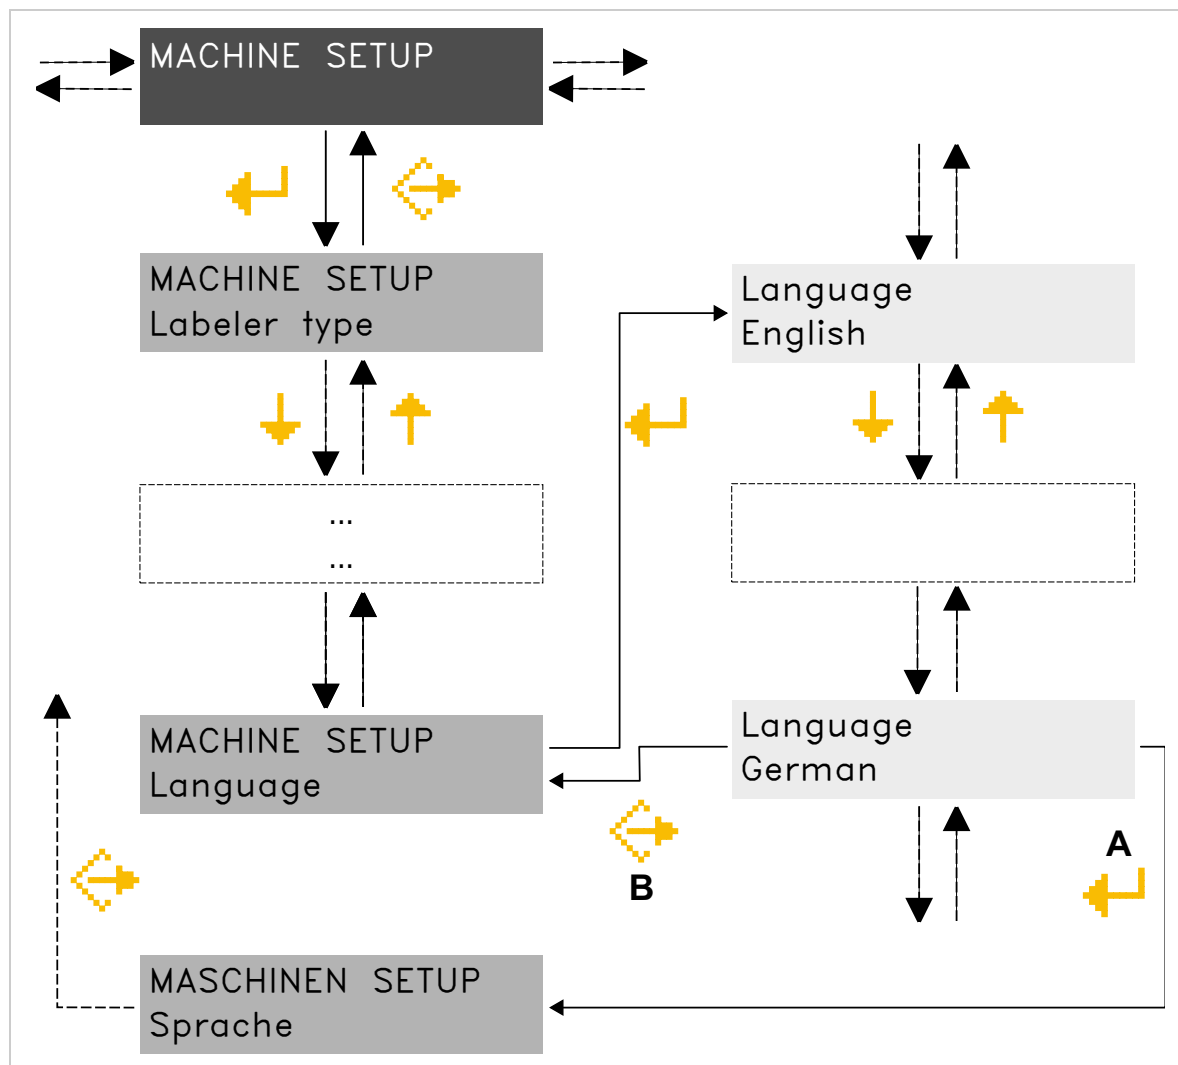 MACHINE SETUP
MACHINE SETUP
Labeler type
...
...
MACHINE SETUP
Language
MASCHINEN SETUP
Sprache
Language
English
Language
German
B
A